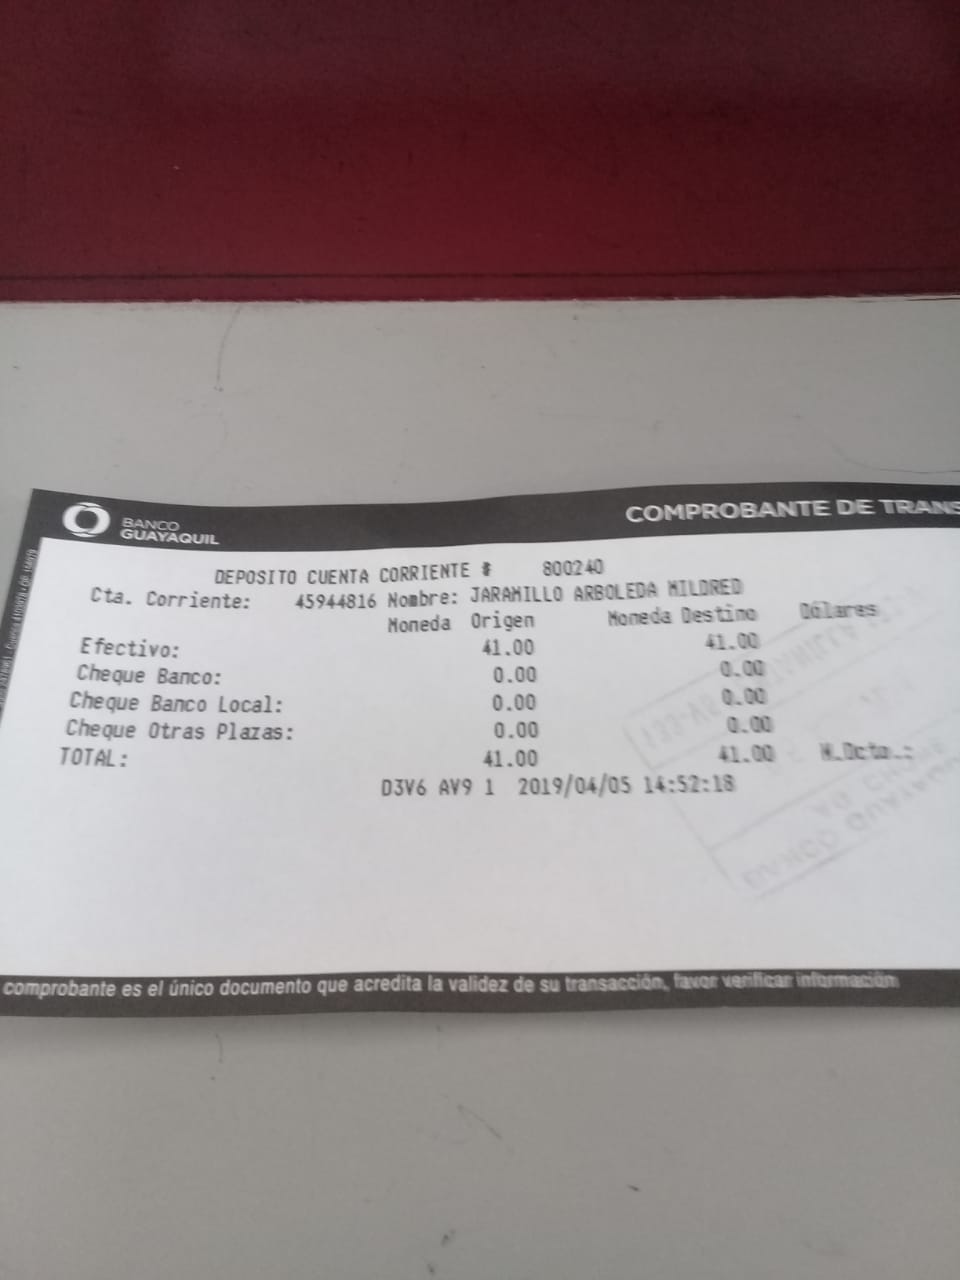 BANCO
GUAYAQUIL
COMPROBANTE DE TRANS
DEPOSITO CUENTA CORRIENTE # 800240
Cta. Corriente: 45944816 Nombre: JARAMILLO ARBOLEDA MILDRED
Moneda Origen Moneda Destino Dólares
Efectivo: 41.00 41.00
Cheque Banco: 0.00 0.00
Cheque Banco Local: 0.00 0.00
Cheque Otras Plazas: 0.00 0.00
TOTAL: 41.00 41.00 M.Octo.:
D3V6 AV9 1 2019/04/05 14:52:18
comprobante es el único documento que acredita la validez de su transacción, favor verificar información